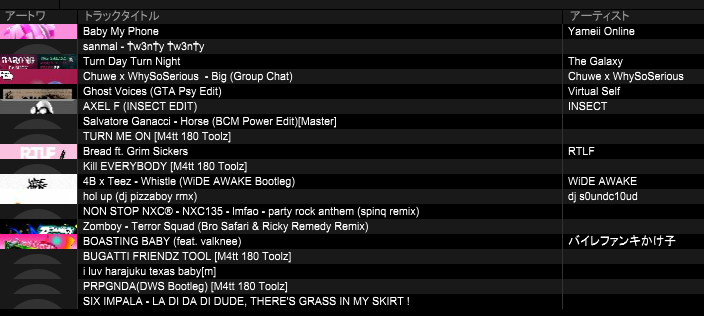 アートワ トラックタイトル アーティスト
Baby My Phone Yameii Online
sanmal - †w3n†y †w3n†y
Turn Day Turn Night The Galaxy
Chuwe x WhySoSerious - Big (Group Chat) Chuwe x WhySoSerious
Ghost Voices (GTA Psy Edit) Virtual Self
AXEL F (INSECT EDIT) INSECT
Salvatore Ganacci - Horse (BCM Power Edit)[Master]
TURN ME ON [M4tt 180 Toolz]
RTLF Bread ft. Grim Sickers RTLF
Kill EVERYBODY [M4tt 180 Toolz]
4B x Teez - Whistle (WiDE AWAKE Bootleg) WiDE AWAKE
hol up (dj pizzaboy rmx) dj s0undc10ud
NON STOP NXC® - NXC135 - lmfao - party rock anthem (spinq remix)
Zomboy - Terror Squad (Bro Safari & Ricky Remedy Remix)
BOASTING BABY (feat. valknee) バイレファンキかけ子
BUGATTI FRIENDZ TOOL [M4tt 180 Toolz]
i luv harajuku texas baby[m]
PRPGNDA(DWS Bootleg) [M4tt 180 Toolz]
SIX IMPALA - LA DI DA DI DUDE, THERE'S GRASS IN MY SKIRT !